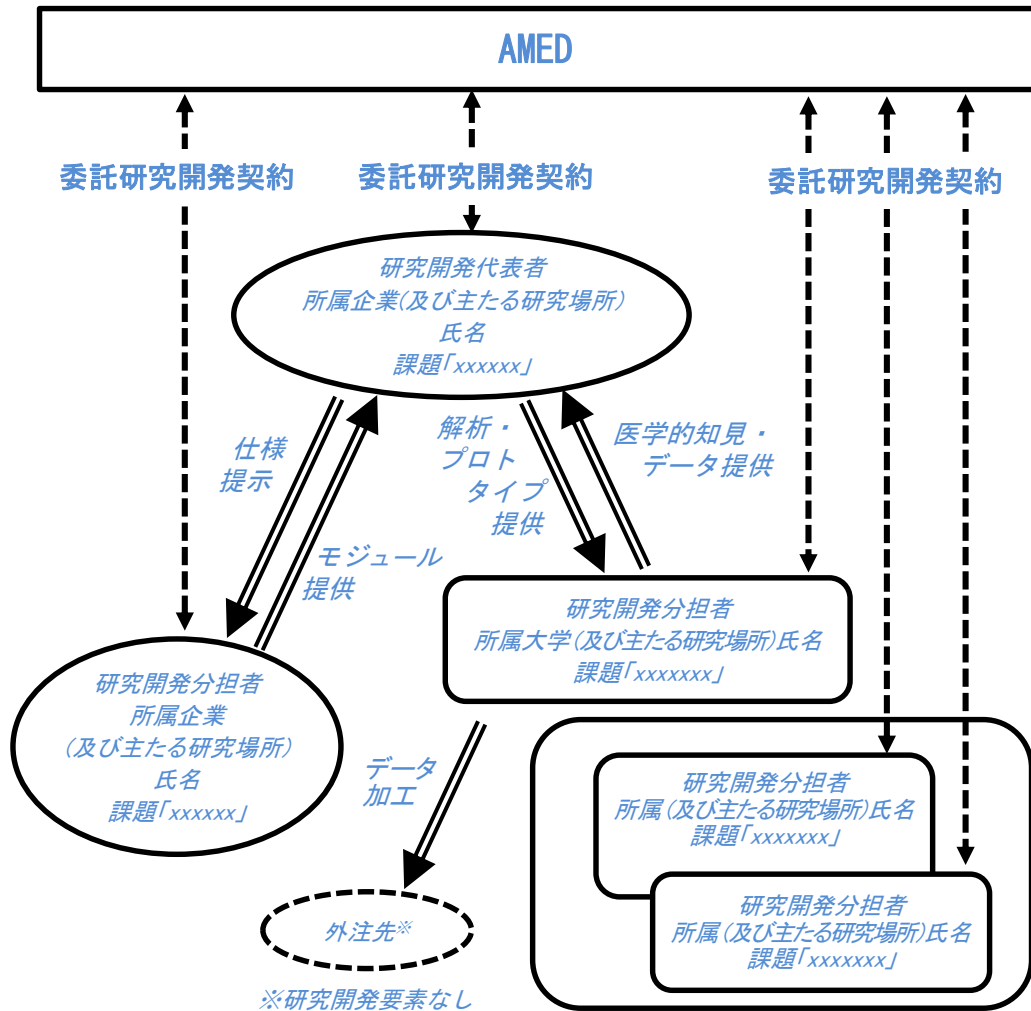 AMED
委託研究開発契約
委託研究開発契約
委託研究開発契約
研究開発代表者
所属企業(及び主たる研究場所)
氏名
課題「xxxxxx」
仕様
提示
モジュール
提供
解析・
プロト
タイプ
提供
医学的知見・
データ提供
研究開発分担者
所属大学(及び主たる研究場所)氏名
課題「xxxxxxx」
研究開発分担者
所属企業
(及び主たる研究場所)
氏名
課題「xxxxxx」
データ
加工
研究開発分担者
所属(及び主たる研究場所)氏名
課題「xxxxxxx」
研究開発分担者
所属(及び主たる研究場所)氏名
課題「xxxxxxx」
外注先※
※研究開発要素なし